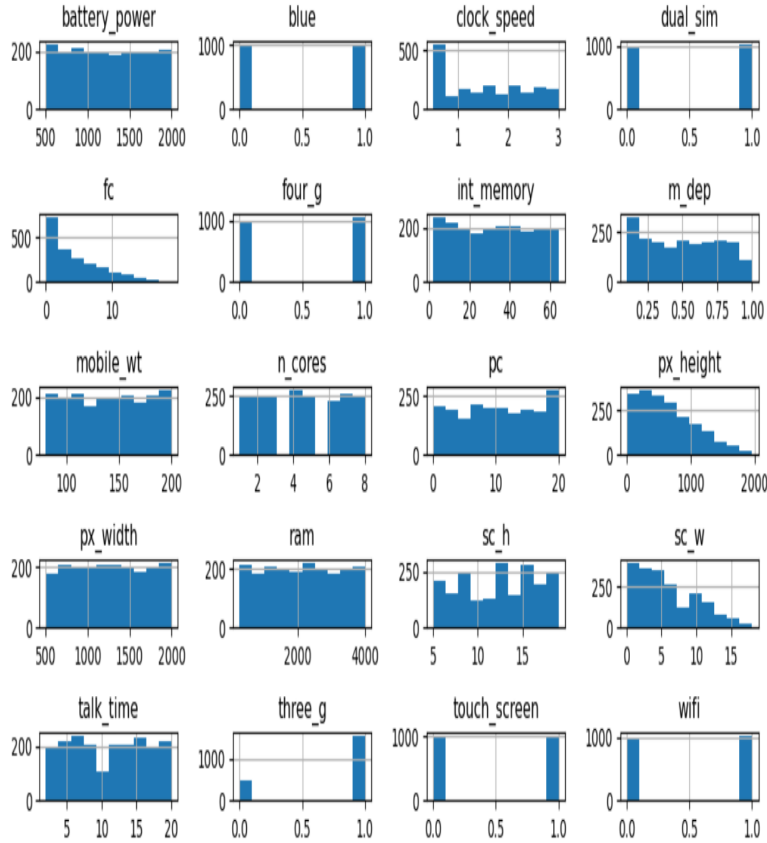 battery_power blue clock_speed dual_sim
200 1000 500 1000
0 0 0 0
500 1000 1500 2000 0.0 0.5 1.0 1 2 3 0.0 0.5 1.0
fc four_g int_memory m_dep
500 1000 200 250
0 0 0 0
0 10 0.0 0.5 1.0 0 20 40 60 0.25 0.50 0.75 1.00
mobile_wt n_cores pc px_height
200 250 250 250
0 0 0 0
100 150 200 2 4 6 8 0 10 20 0 1000 2000
px_width ram sc_h sc_w
200 200 250 250
0 0 0 0
500 1000 1500 2000 2000 4000 5 10 15 0 5 10 15
talk_time three_g touch_screen wifi
200 1000 1000 1000
0 0 0 0
5 10 15 20 0.0 0.5 1.0 0.0 0.5 1.0 0.0 0.5 1.0